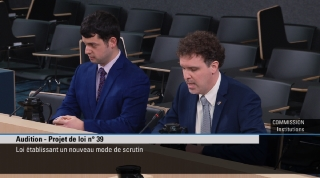 COMMISSION
Institutions
Audition - Projet de loi n° 39
Loi établissant un nouveau mode de scrutin